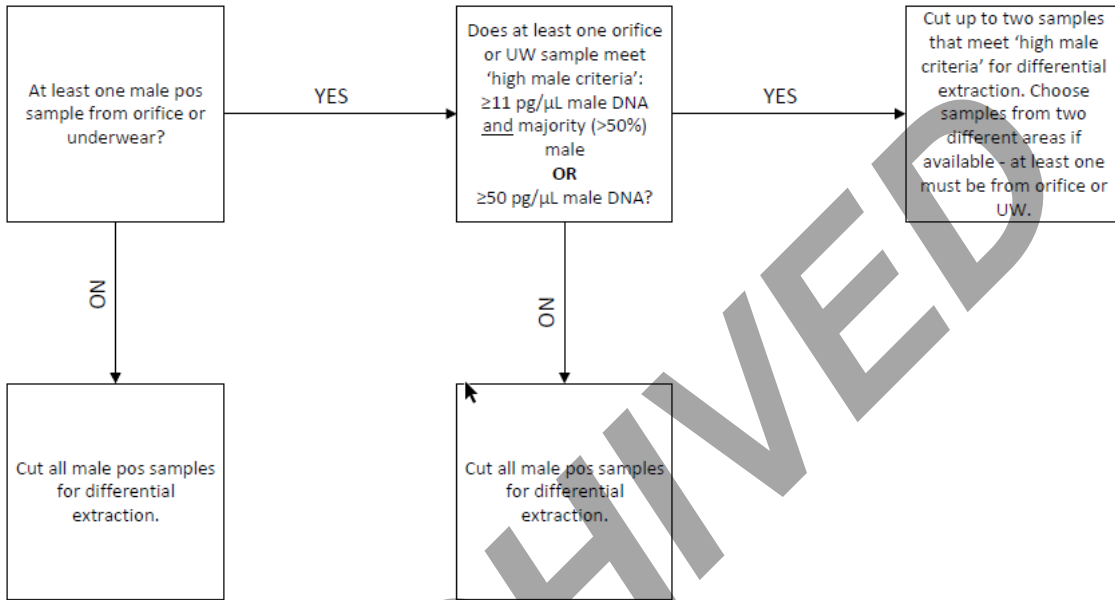 At least one male pos
sample from orifice or
underwear?
YES
Does at least one orifice
or UW sample meet
‘high male criteria’:
≥11 pg/µL male DNA
and majority (>50%)
male
OR
≥50 pg/µL male DNA?
YES
Cut up to two samples
that meet ‘high male
criteria’ for differential
extraction. Choose
samples from two
different areas if
available - at least one
must be from orifice or
UW.
NO
NO
Cut all male pos samples
for differential
extraction.
Cut all male pos samples
for differential
extraction.
HIVED